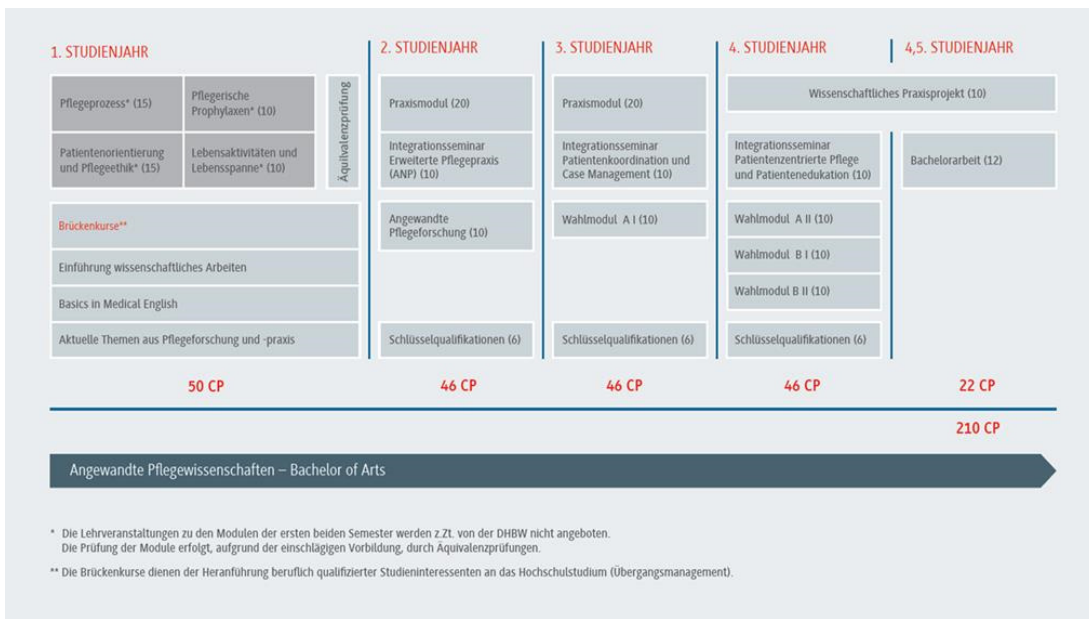 1. STUDIENJAHR
Pflegeprozess* (15)
Pflegerische
Prophylaxen* (10)
Patientenorientierung
und Pflegeethik* (15)
Lebensaktivitäten und
Lebensspanne* (10)
Äquilvalenzprüfung
Brückenkurse**
Einführung wissenschaftliches Arbeiten
Basics in Medical English
Aktuelle Themen aus Pflegeforschung und -praxis
50 CP
2. STUDIENJAHR
Praxismodul (20)
Integrationsseminar
Erweiterte Pflegepraxis
(ANP) (10)
Angewandte
Pflegeforschung (10)
Schlüsselqualifikationen (6)
46 CP
3. STUDIENJAHR
Praxismodul (20)
Integrationsseminar
Patientenkoordination und
Case Management (10)
Wahlmodul A I (10)
Schlüsselqualifikationen (6)
46 CP
4. STUDIENJAHR
Wissenschaftliches Praxisprojekt (10)
Integrationsseminar
Patientenzentrierte Pflege
und Patientenedukation (10)
Wahlmodul A II (10)
Wahlmodul B I (10)
Wahlmodul B II (10)
Schlüsselqualifikationen (6)
46 CP
4,5. STUDIENJAHR
Bachelorarbeit (12)
22 CP
210 CP
Angewandte Pflegewissenschaften – Bachelor of Arts
* Die Lehrveranstaltungen zu den Modulen der ersten beiden Semester werden z.Zt. von der DHBW nicht angeboten.
Die Prüfung der Module erfolgt, aufgrund der einschlägigen Vorbildung, durch Äquivalenzprüfungen.
** Die Brückenkurse dienen der Heranführung beruflich qualifizierter Studieninteressenten an das Hochschulstudium (Übergangsmanagement).